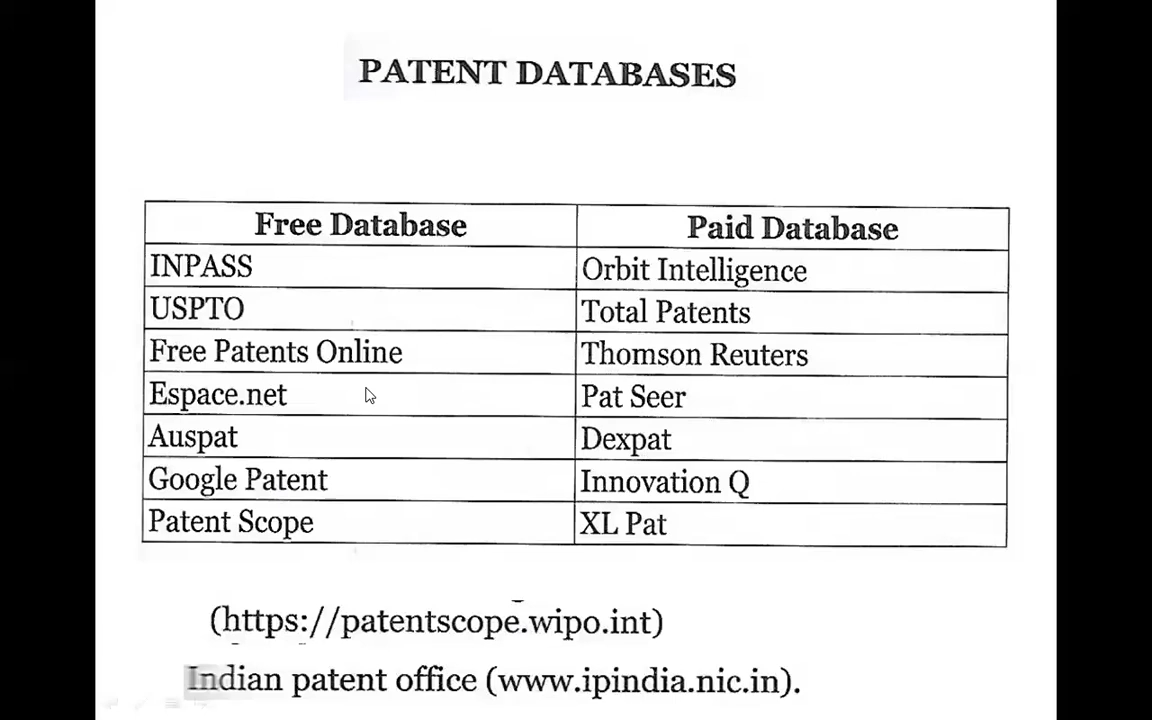 PATENT DATABASES
Free Database Paid Database
INPASS Orbit Intelligence
USPTO Total Patents
Free Patents Online Thomson Reuters
Espace.net Pat Seer
Auspat Dexpat
Google Patent Innovation Q
Patent Scope XL Pat
(https://patentscope.wipo.int)
Indian patent office (www.ipindia.nic.in).